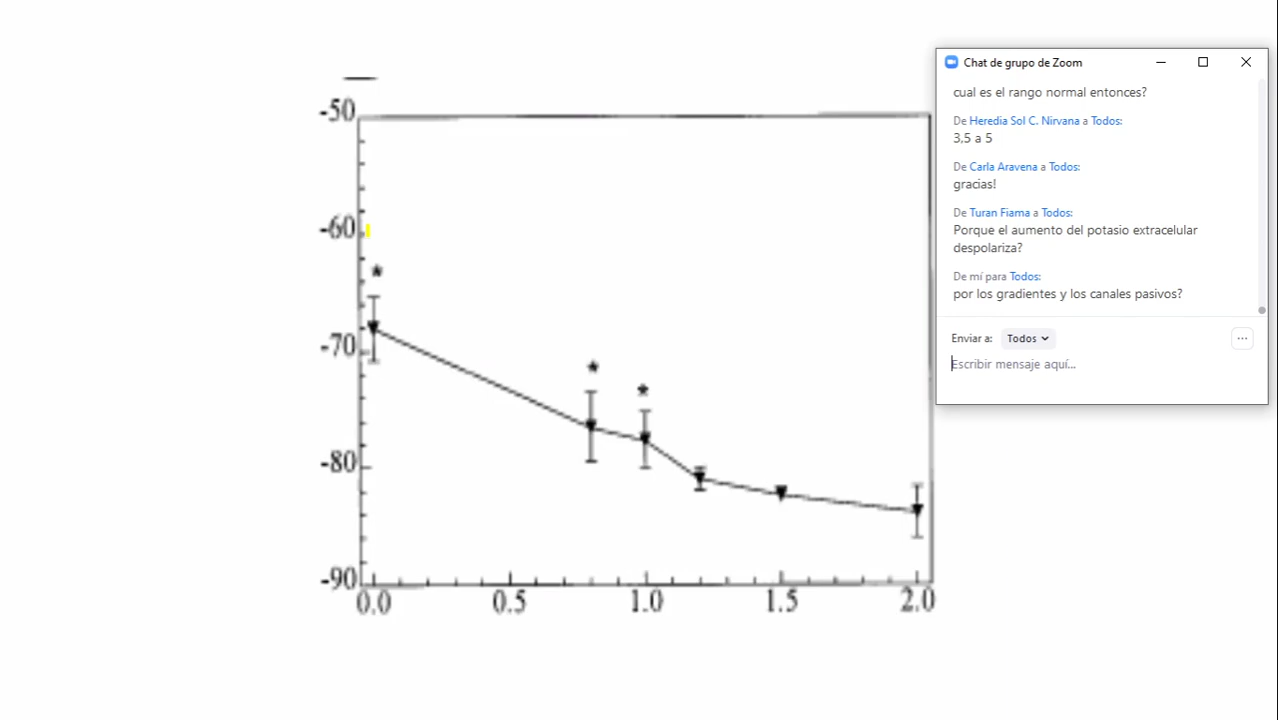 -50
-60
*
-70
*
*
-80
-90
0.0 0.5 1.0 1.5 2.0
Chat de grupo de Zoom
cual es el rango normal entonces?
De Heredia Sol C. Nirvana a Todos:
3,5 a 5
De Carla Aravena a Todos:
gracias!
De Turan Fiama a Todos:
Porque el aumento del potasio extracelular
despolariza?
De mí para Todos:
por los gradientes y los canales pasivos?
Enviar a: Todos
Escribir mensaje aquí...